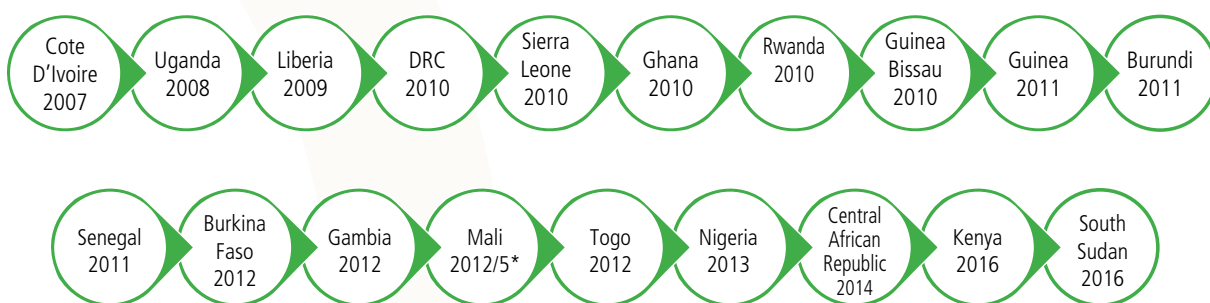 Cote
D’Ivoire
2007
Uganda
2008
Liberia
2009
DRC
2010
Sierra
Leone
2010
Ghana
2010
Rwanda
2010
Guinea
Bissau
2010
Guinea
2011
Burundi
2011
Senegal
2011
Burkina
Faso
2012
Gambia
2012
Mali
2012/5*
Togo
2012
Nigeria
2013
Central
African
Republic
2014
Kenya
2016
South
Sudan
2016